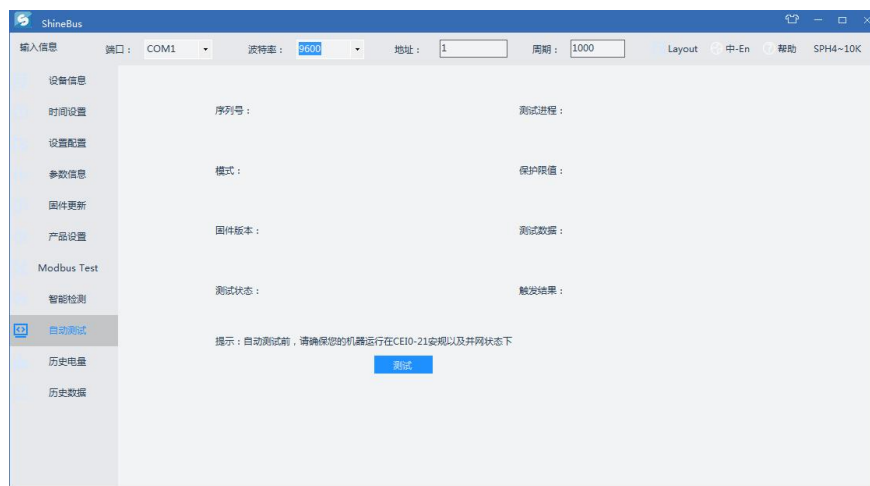 ShineBus
输入信息 端口： COM1 波特率： 9600 地址： 1 周期： 1000 Layout 中-En 帮助 SPH4~10K
设备信息
时间设置
设置配置
参数信息
固件更新
产品设置
Modbus Test
智能检测
自动测试
历史电量
历史数据
序列号： 测试进程：
模式： 保护限值：
固件版本： 测试数据：
测试状态： 触发结果：
提示：自动测试前，请确保您的机器运行在CEI0-21安规以及并网状态下
测试